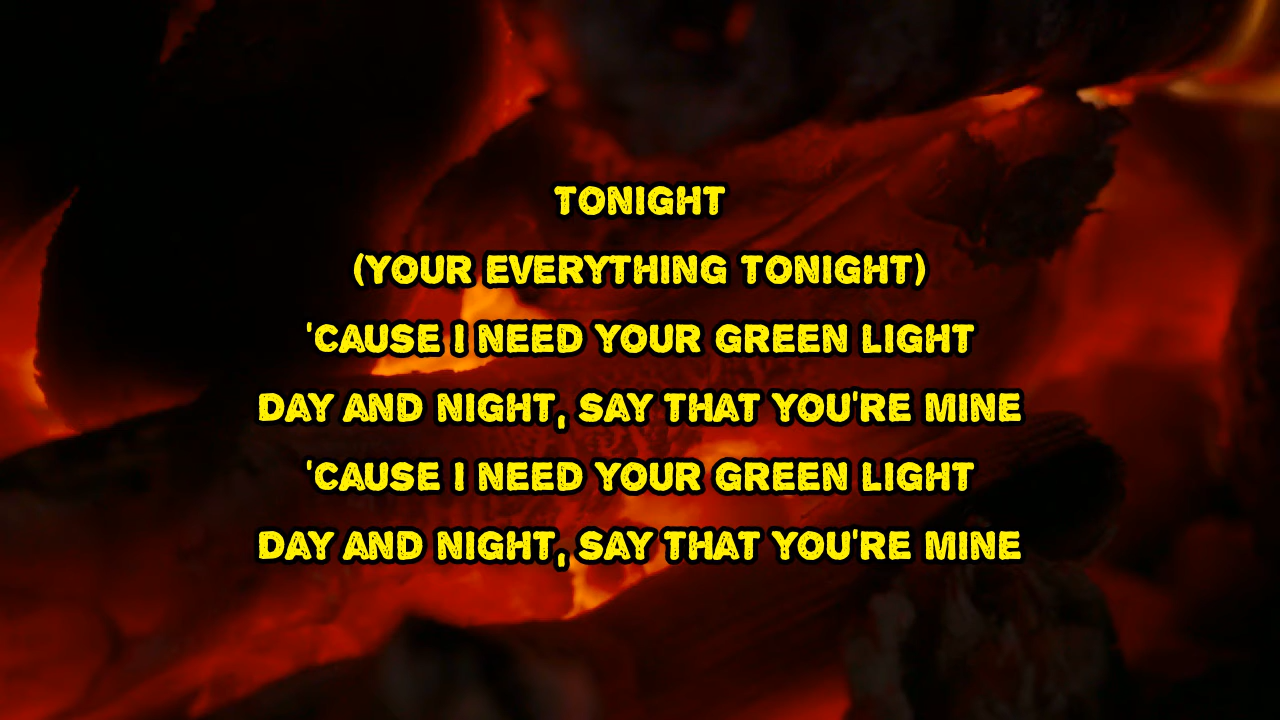 TONIGHT
(YOUR EVERYTHING TONIGHT)
'CAUSE I NEED YOUR GREEN LIGHT
DAY AND NIGHT, SAY THAT YOU'RE MINE
'CAUSE I NEED YOUR GREEN LIGHT
DAY AND NIGHT, SAY THAT YOU'RE MINE